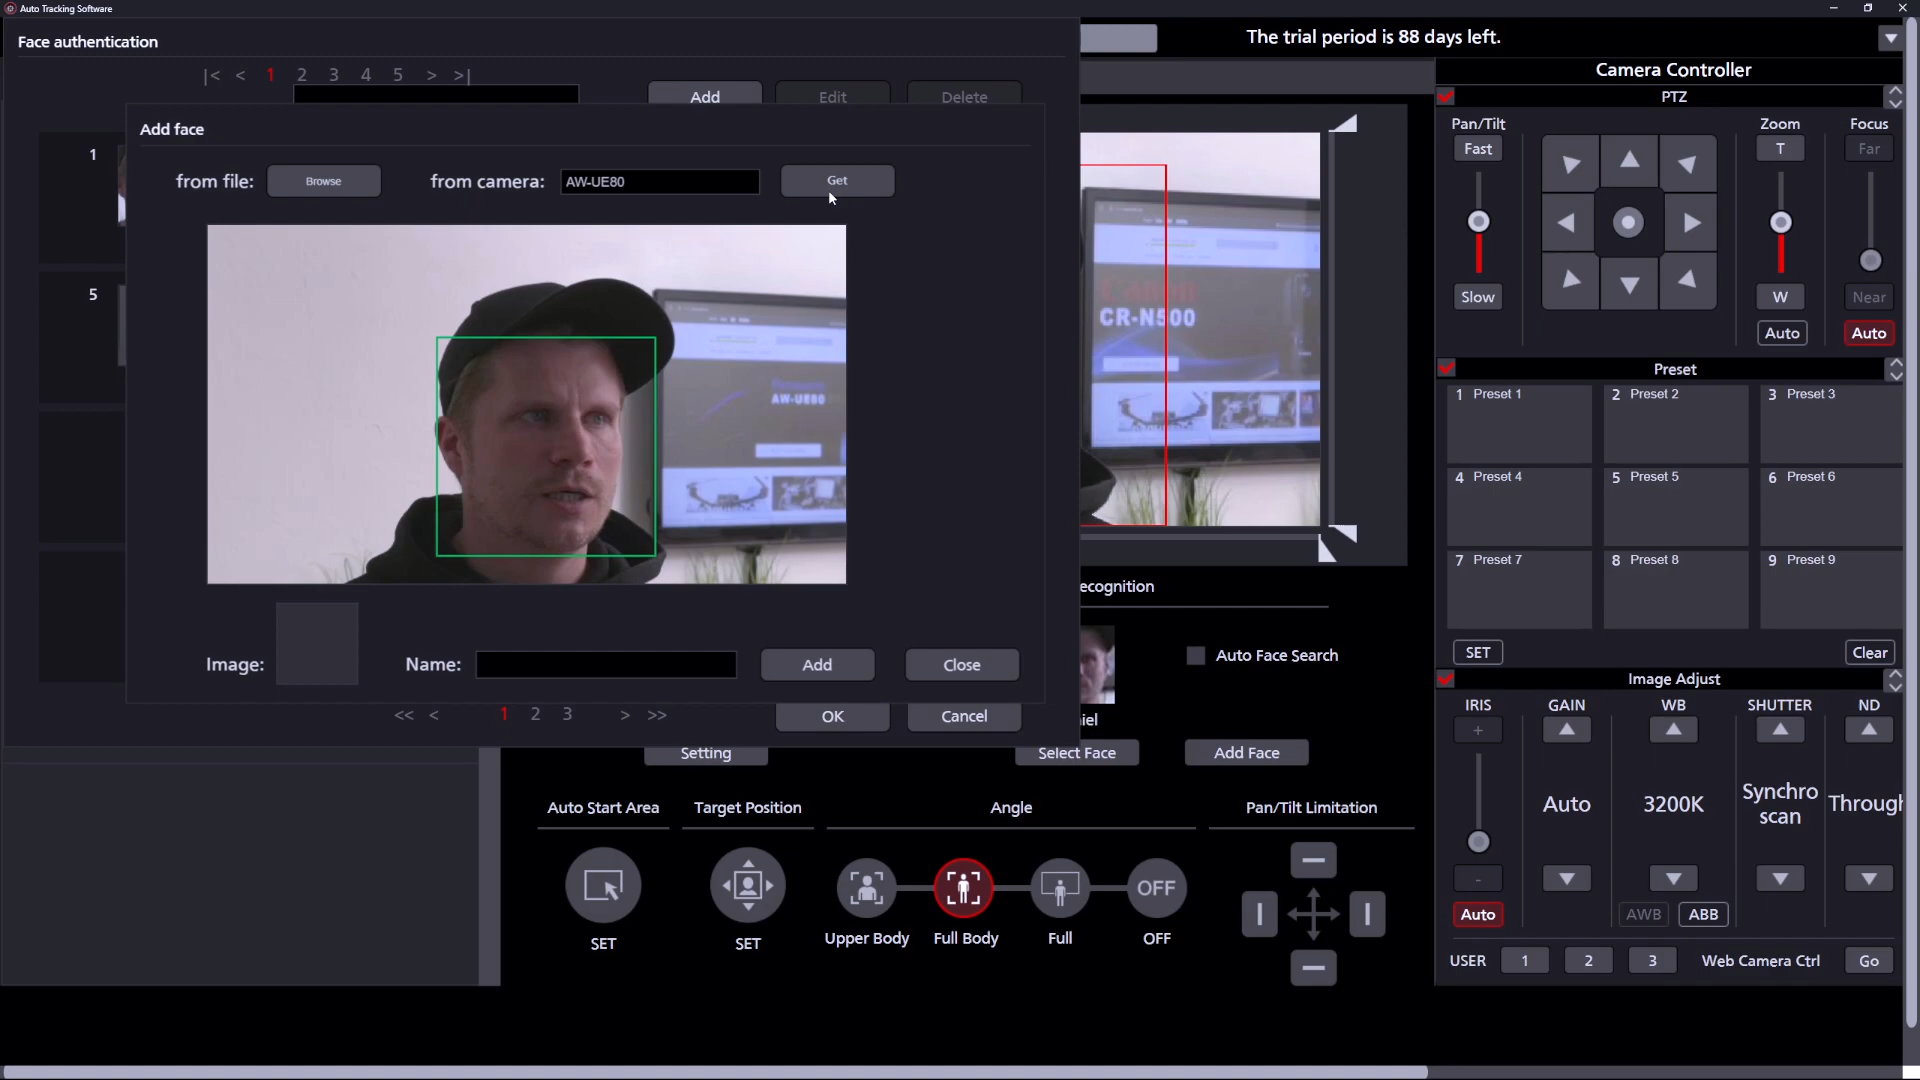 Auto Tracking Software
Face authentication
|< < 1 2 3 4 5 > >|
Add Edit Delete
Add face
from file: Browse from camera: AW-UE80 Get
1
5
AW-UE80
Image: Name: Add Close
<< < 1 2 3 > >>
OK Cancel
The trial period is 88 days left.
Canon
CR-N500
ecognition
Auto Face Search
iel
Setting Select Face Add Face
Auto Start Area Target Position Angle Pan/Tilt Limitation
OFF
SET SET Upper Body Full Body Full OFF
Camera Controller
PTZ
Pan/Tilt Zoom Focus
Fast T Far
Slow W Near
Auto Auto
Preset
1 Preset 1 2 Preset 2 3 Preset 3
4 Preset 4 5 Preset 5 6 Preset 6
7 Preset 7 8 Preset 8 9 Preset 9
SET Clear
Image Adjust
IRIS GAIN WB SHUTTER ND
+
Auto 3200K Synchro scan Through
-
Auto AWB ABB
USER 1 2 3 Web Camera Ctrl Go